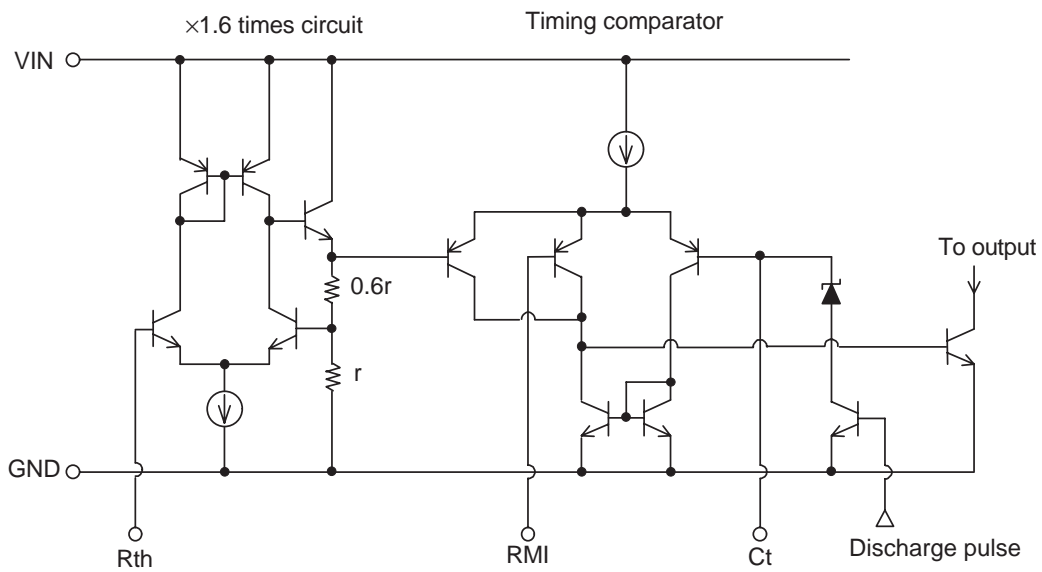 ×1.6 times circuit
Timing comparator
VIN
To output
0.6r
r
GND
Rth
RMI
Ct
Discharge pulse